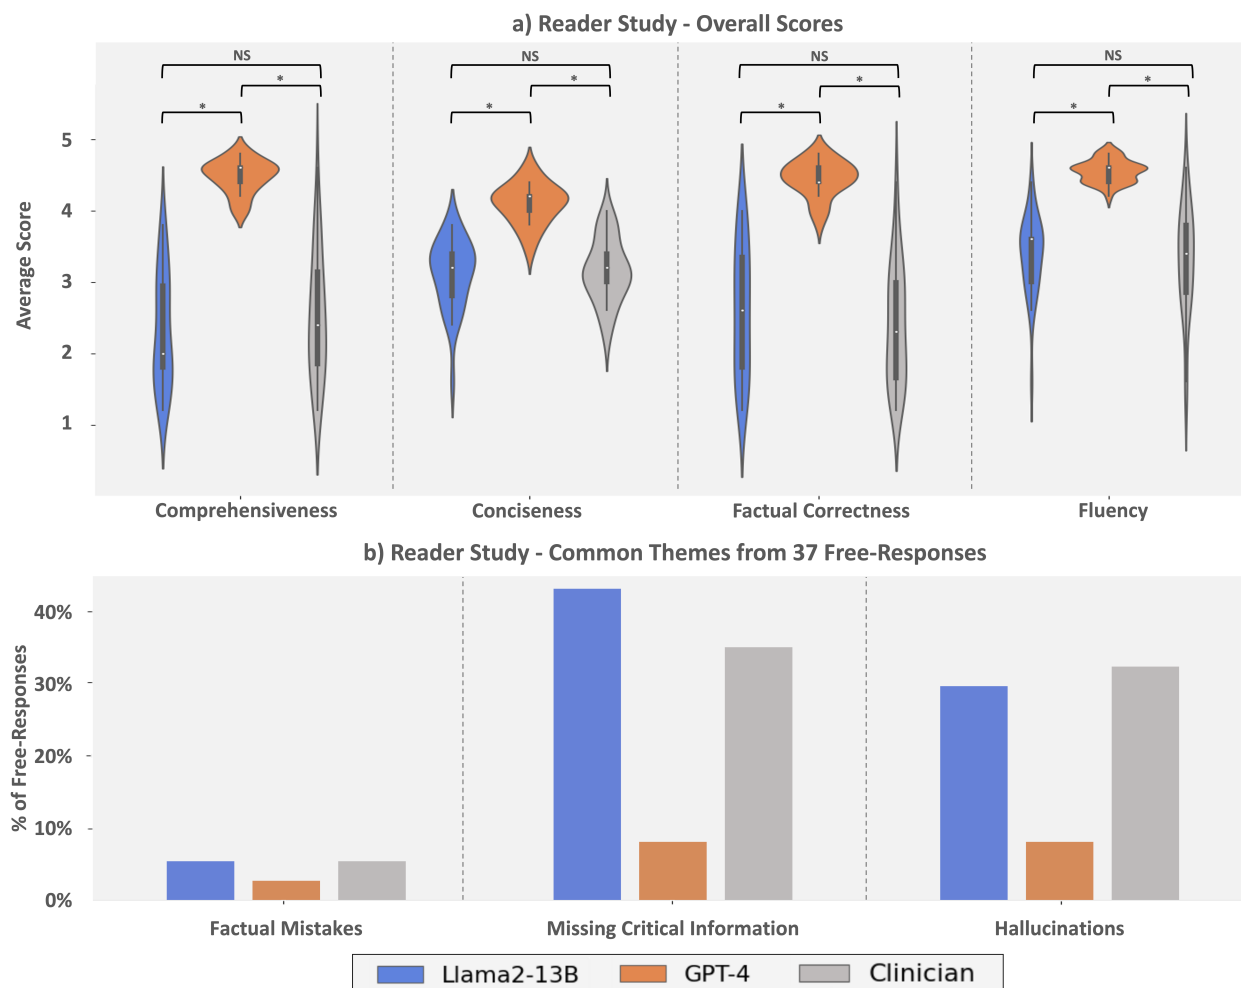 a) Reader Study - Overall Scores
NS
NS
NS
NS
*
*
*
*
*
*
*
*
5
4
3
2
1
Average Score
Comprehensiveness
Conciseness
Factual Correctness
Fluency
b) Reader Study - Common Themes from 37 Free-Responses
40%
30%
20%
10%
0%
% of Free-Responses
Factual Mistakes
Missing Critical Information
Hallucinations
Llama2-13B
GPT-4
Clinician